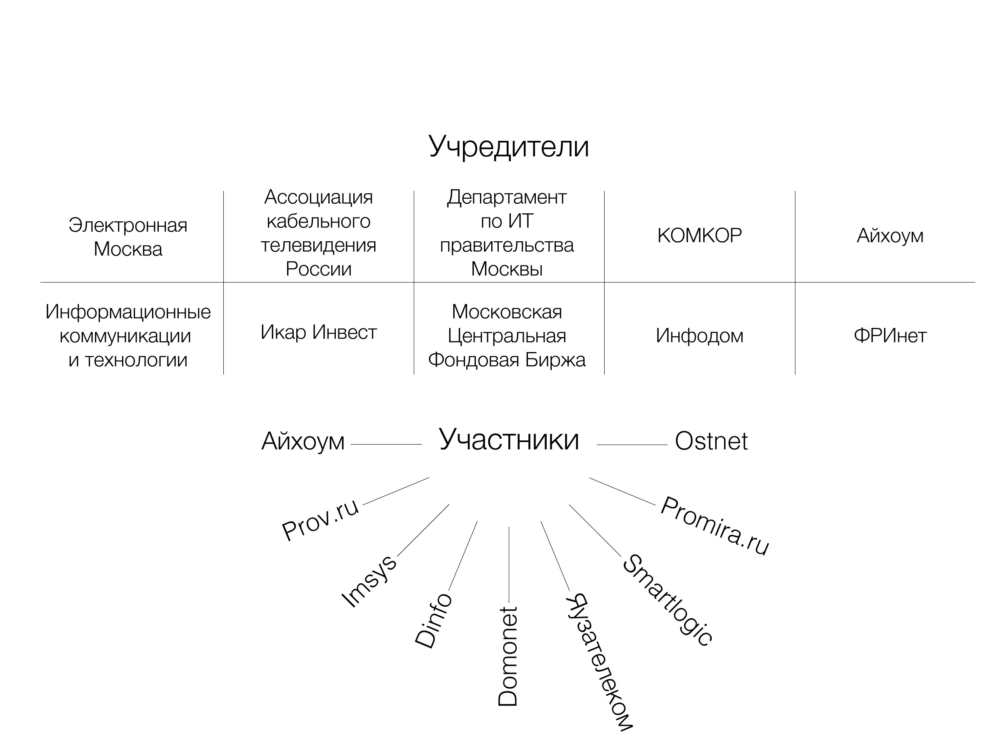 Учредители
Электронная
Москва
Ассоциация
кабельного
телевидения
России
Департамент
по ИТ
правительства
Москвы
КОМКОР
Айхоум
Информационные
коммуникации
и технологии
Икар Инвест
Московская
Центральная
Фондовая Биржа
Инфодом
ФРИнет
Участники
Айхоум
Prov.ru
Imsys
Dinfo
Domonet
Яузателеком
Smartlogic
Promira.ru
Ostnet